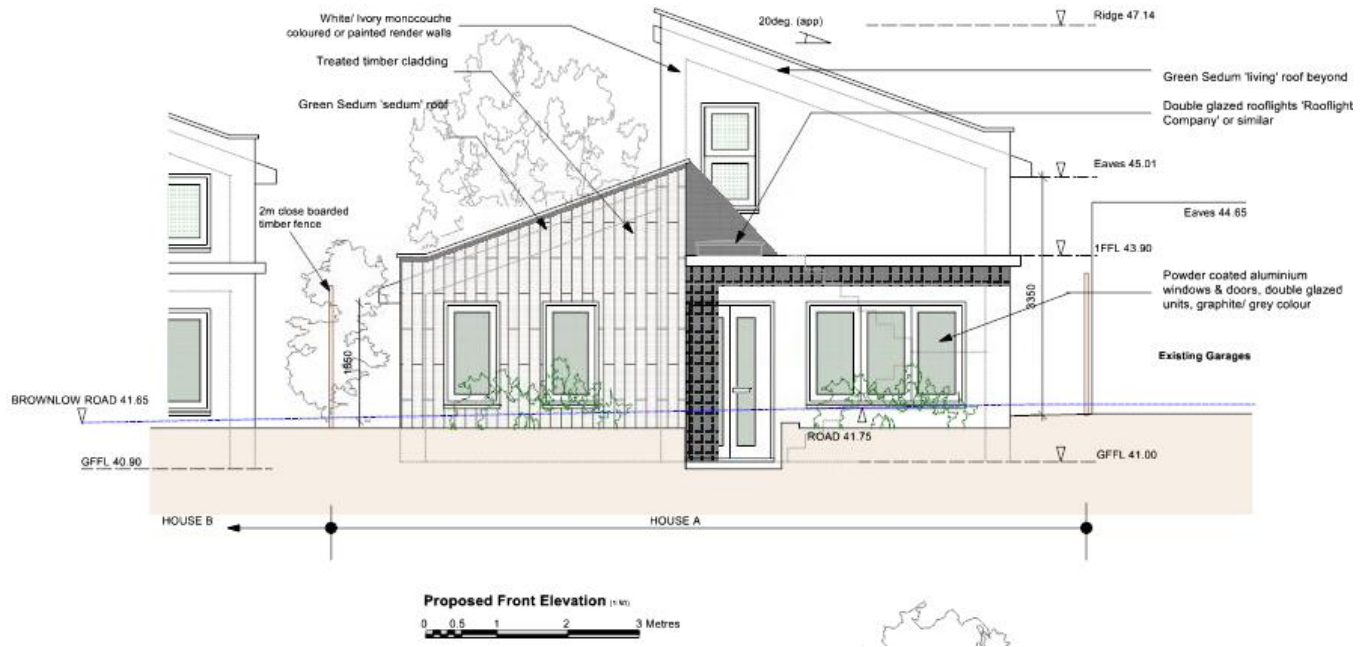 White/ Ivory monocouche
coloured or painted render walls
20deg. (app)
Ridge 47.14
Treated timber cladding
Green Sedum 'living' roof beyond
Green Sedum 'sedum' roof
Double glazed rooflights 'Rooflight
Company' or similar
Eaves 45.01
2m close boarded
timber fence
Eaves 44.65
1FFL 43.90
Powder coated aluminium
windows & doors, double glazed
units, graphite/ grey colour
3350
1650
Existing Garages
BROWNLOW ROAD 41.65
ROAD 41.75
GFFL 40.90
GFFL 41.00
HOUSE B
HOUSE A
Proposed Front Elevation
0 0.5 1 2 3 Metres